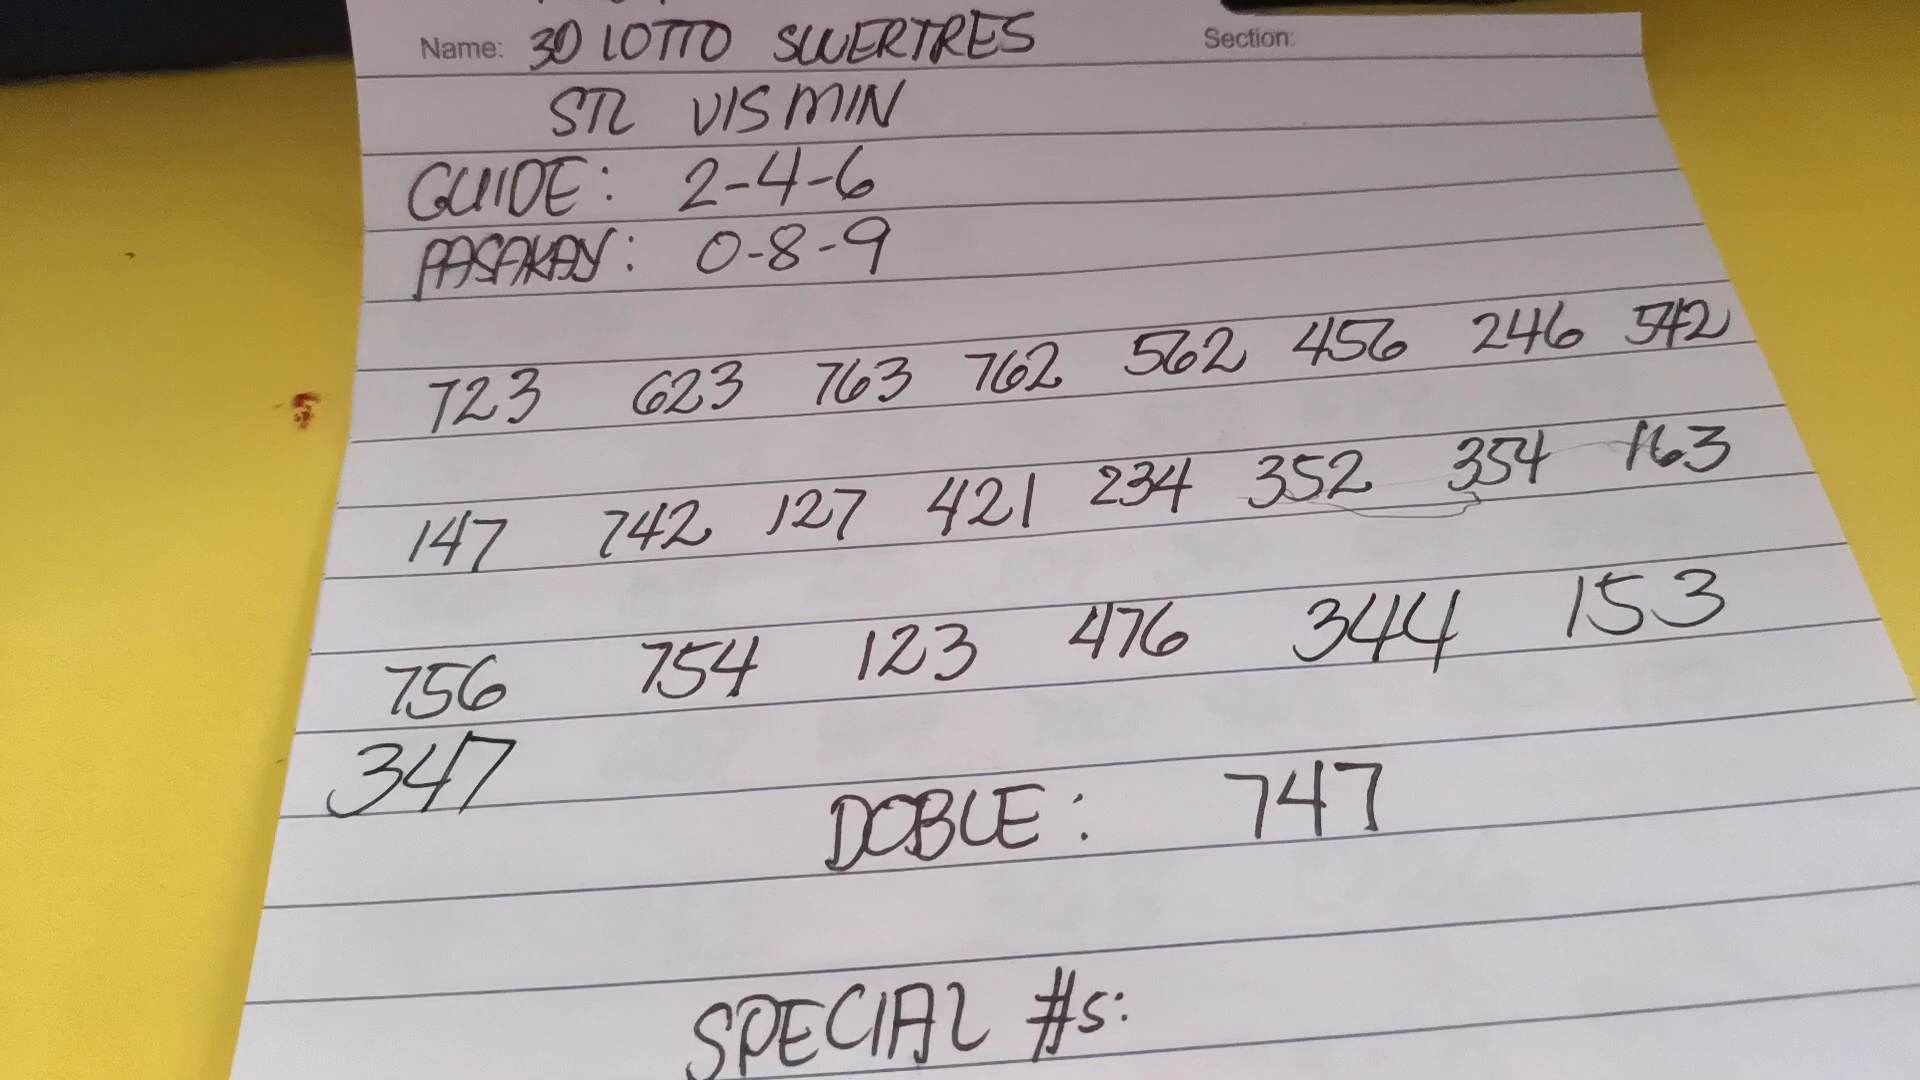 Name: 3D LOTTO SWERTRES Section:
STL VISMIN
GUIDE: 2-4-6
PASAKAY: 0-8-9
723 623 763 762 562 456 246 542
147 742 127 421 234 352 354 163
756 754 123 476 344 153
347
DOBLE: 747
SPECIAL #s: